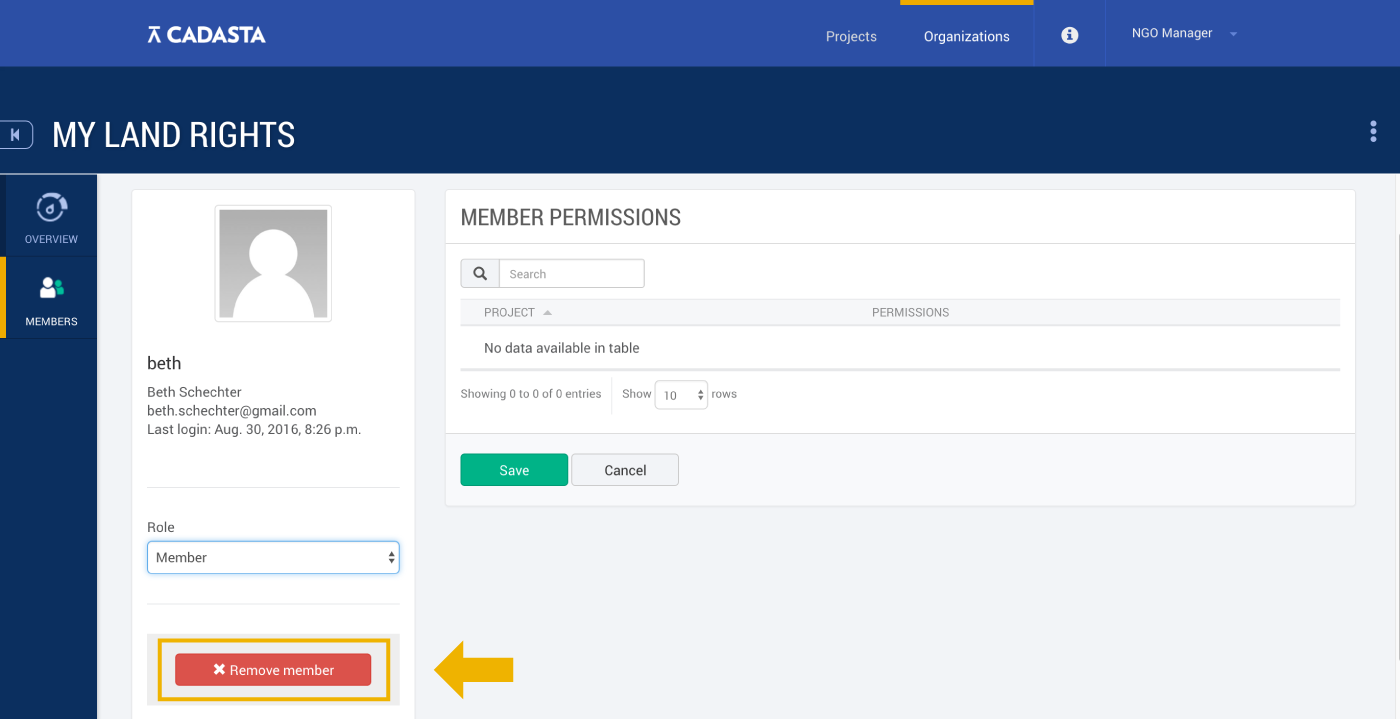 CADASTA
Projects
Organizations
NGO Manager
MY LAND RIGHTS
OVERVIEW
MEMBERS
beth
Beth Schechter
beth.schechter@gmail.com
Last login: Aug. 30, 2016, 8:26 p.m.
Role
Member
Remove member
MEMBER PERMISSIONS
Search
PROJECT PERMISSIONS
No data available in table
Showing 0 to 0 of 0 entries Show 10 rows
Save Cancel